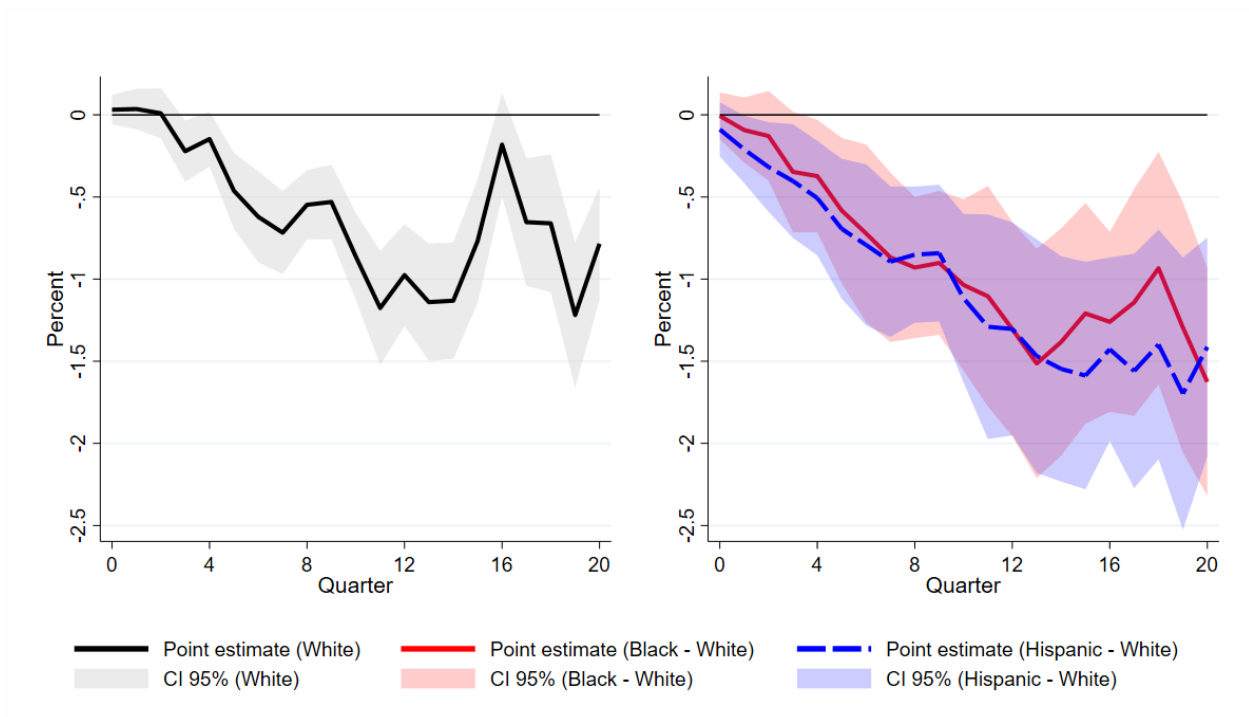 0
-.5
-1
-1.5
-2
-2.5
Percent
0 4 8 12 16 20
Quarter
0
-.5
-1
-1.5
-2
-2.5
Percent
0 4 8 12 16 20
Quarter
Point estimate (White) Point estimate (Black - White) Point estimate (Hispanic - White)
CI 95% (White) CI 95% (Black - White) CI 95% (Hispanic - White)